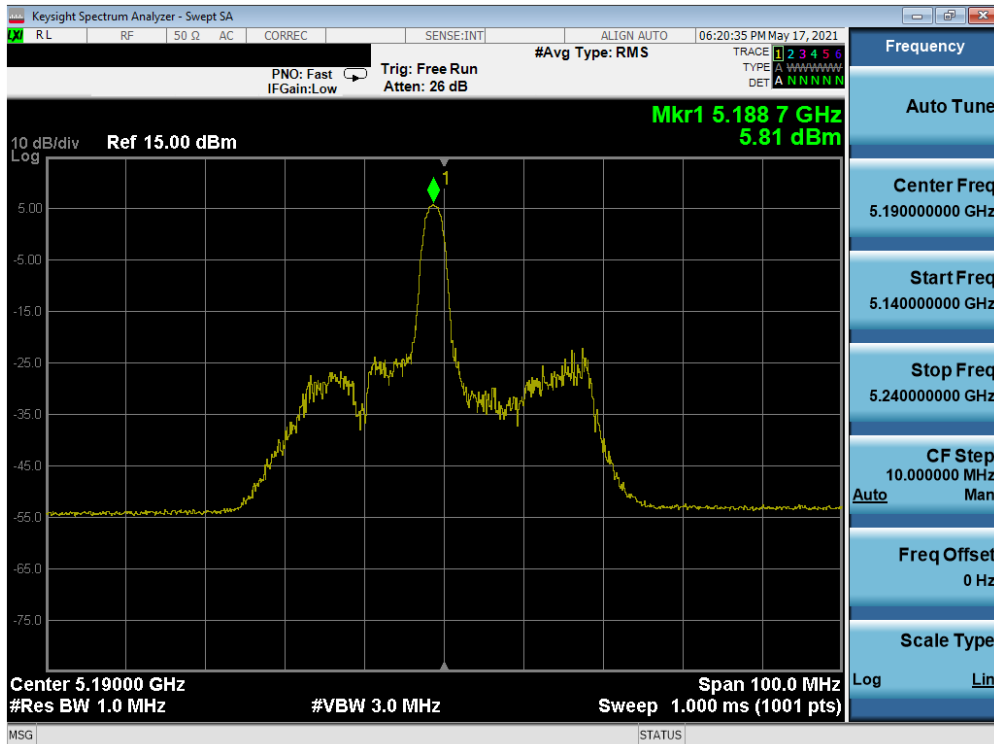 Keysight Spectrum Analyzer - Swept SA
LXI RL RF 50 Ω AC CORREC SENSE:INT ALIGN AUTO 06:20:35 PM May 17, 2021
#Avg Type: RMS
TRACE 1 2 3 4 5 6
TYPE A WWWWW
DET A N N N N N
PNO: Fast
IFGain:Low
Trig: Free Run
Atten: 26 dB
Mkr1 5.188 7 GHz
5.81 dBm
10 dB/div
Log
Ref 15.00 dBm
1
5.00
-5.00
-15.0
-25.0
-35.0
-45.0
-55.0
-65.0
-75.0
Center 5.19000 GHz
Span 100.0 MHz
#Res BW 1.0 MHz
#VBW 3.0 MHz
Sweep 1.000 ms (1001 pts)
MSG
STATUS
Frequency
Auto Tune
Center Freq
5.190000000 GHz
Start Freq
5.140000000 GHz
Stop Freq
5.240000000 GHz
CF Step
10.000000 MHz
Auto Man
Freq Offset
0 Hz
Scale Type
Log Lin